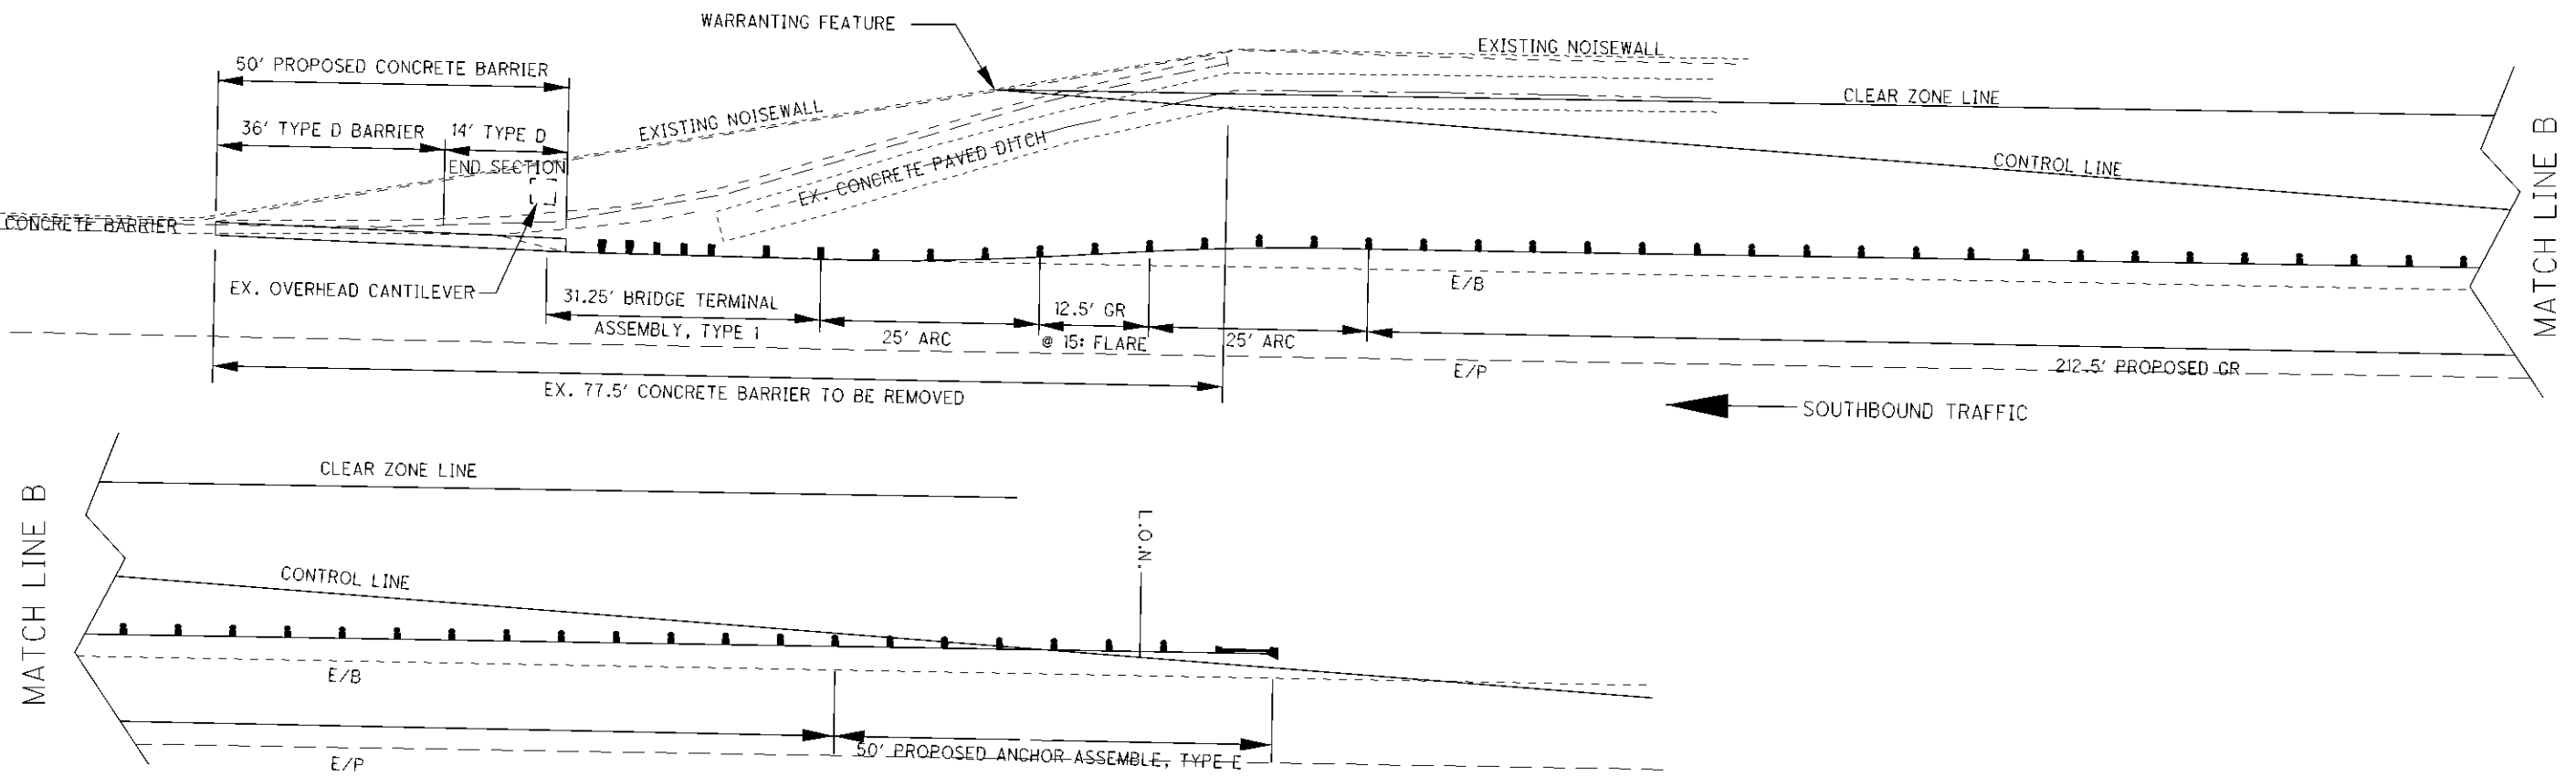 WARRANTING FEATURE
EXISTING NOISEWALL
50' PROPOSED CONCRETE BARRIER
CLEAR ZONE LINE
EXISTING NOISEWALL
36' TYPE D BARRIER
14' TYPE D
END SECTION
EX. CONCRETE PAVED DITCH
CONTROL LINE
MATCH LINE B
CONCRETE BARRIER
EX. OVERHEAD CANTILEVER
E/B
31.25' BRIDGE TERMINAL
ASSEMBLY, TYPE 1
25' ARC
12.5' GR
@ 15: FLARE
25' ARC
E/P
212.5' PROPOSED GR
EX. 77.5' CONCRETE BARRIER TO BE REMOVED
SOUTHBOUND TRAFFIC
CLEAR ZONE LINE
MATCH LINE B
L.O.N.
CONTROL LINE
E/B
50' PROPOSED ANCHOR ASSEMBLE, TYPE E
E/P